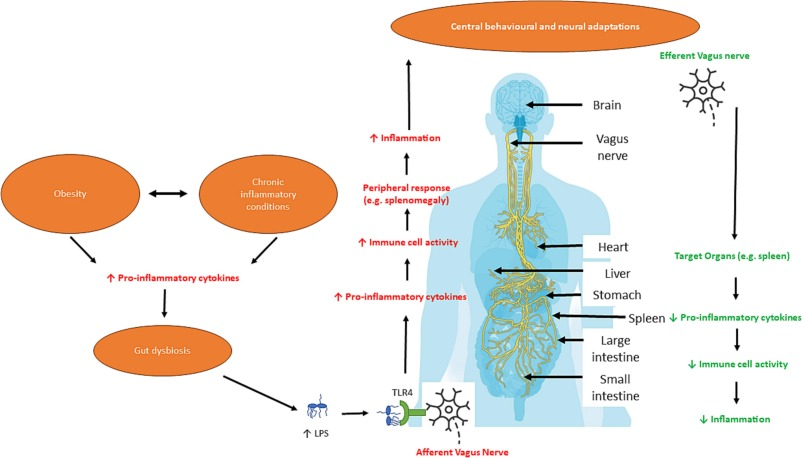 Central behavioural and neural adaptations
Efferent Vagus nerve
Brain
Vagus
nerve
↑ Inflammation
Peripheral response
(e.g. splenomegaly)
↑ Immune cell activity
↑ Pro-inflammatory cytokines
Obesity
Chronic
inflammatory
conditions
↑ Pro-inflammatory cytokines
Gut dysbiosis
↑ LPS
TLR4
Afferent Vagus Nerve
Heart
Liver
Stomach
Spleen
Large
intestine
Small
intestine
Target Organs (e.g. spleen)
↓ Pro-inflammatory cytokines
↓ Immune cell activity
↓ Inflammation